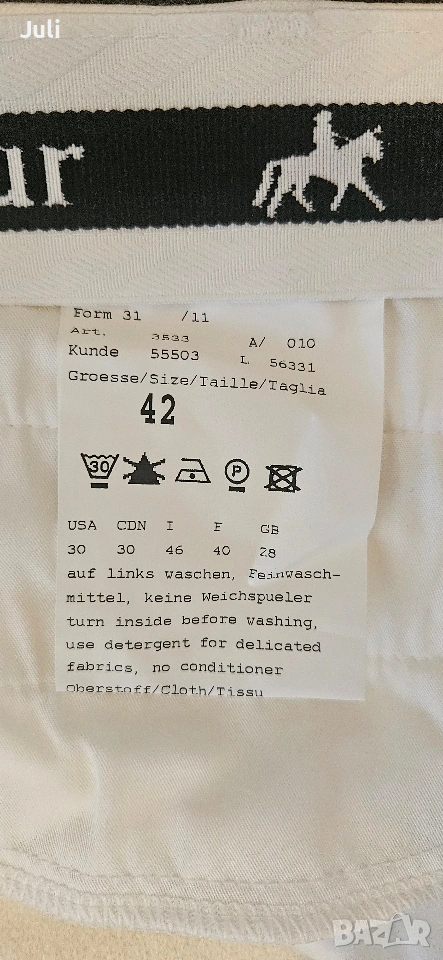 Juli
ur
Form 31 /11
Art. 3533 A/ 010
Kunde 55503 L 56331
Groesse/Size/Taille/Taglia
42
30 P
USA CDN I F GB
30 30 46 40 28
auf links waschen, Feinwasch-
mittel, keine Weichspueler
turn inside before washing,
use detergent for delicated
fabrics, no conditioner
Oberstoff/Cloth/Tissu
BAZAR